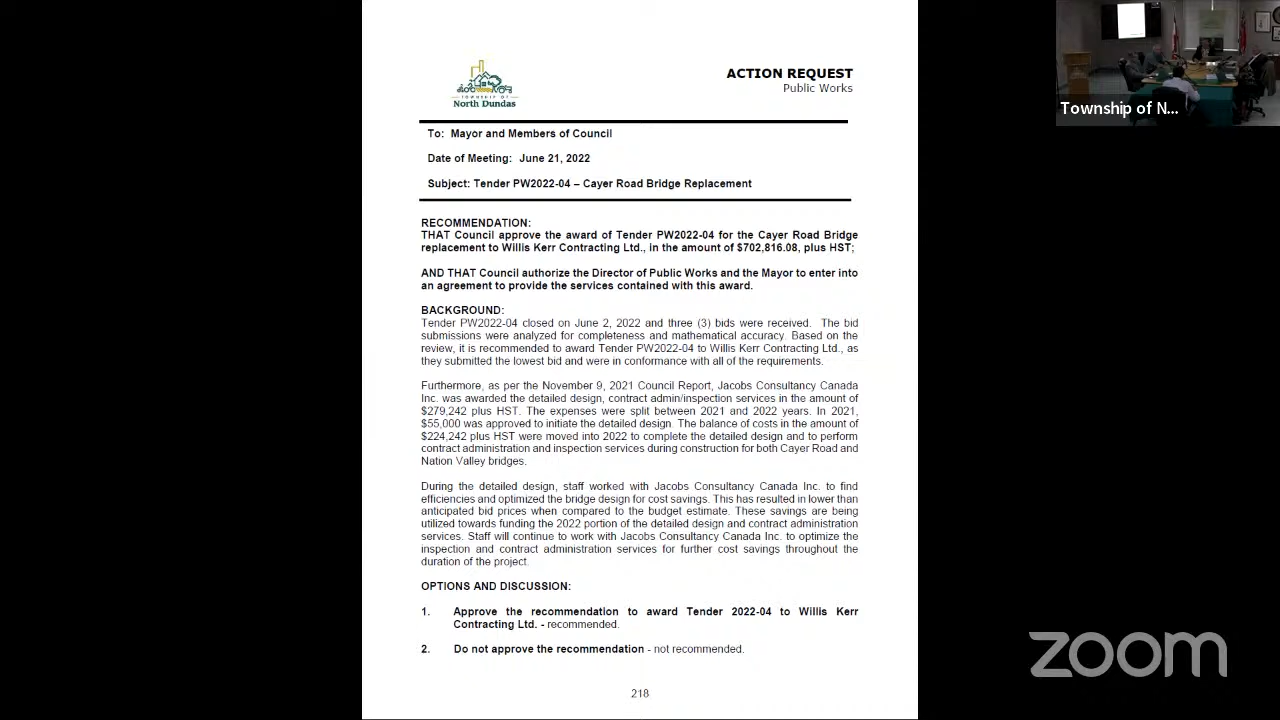 TOWNSHIP OF
North Dundas
ACTION REQUEST
Public Works
To: Mayor and Members of Council
Date of Meeting: June 21, 2022
Subject: Tender PW2022-04 – Cayer Road Bridge Replacement
RECOMMENDATION:
THAT Council approve the award of Tender PW2022-04 for the Cayer Road Bridge
replacement to Willis Kerr Contracting Ltd., in the amount of $702,816.08, plus HST;
AND THAT Council authorize the Director of Public Works and the Mayor to enter into
an agreement to provide the services contained with this award.
BACKGROUND:
Tender PW2022-04 closed on June 2, 2022 and three (3) bids were received. The bid
submissions were analyzed for completeness and mathematical accuracy. Based on the
review, it is recommended to award Tender PW2022-04 to Willis Kerr Contracting Ltd., as
they submitted the lowest bid and were in conformance with all of the requirements.
Furthermore, as per the November 9, 2021 Council Report, Jacobs Consultancy Canada
Inc. was awarded the detailed design, contract admin/inspection services in the amount of
$279,242 plus HST. The expenses were split between 2021 and 2022 years. In 2021,
$55,000 was approved to initiate the detailed design. The balance of costs in the amount of
$224,242 plus HST were moved into 2022 to complete the detailed design and to perform
contract administration and inspection services during construction for both Cayer Road and
Nation Valley bridges.
During the detailed design, staff worked with Jacobs Consultancy Canada Inc. to find
efficiencies and optimized the bridge design for cost savings. This has resulted in lower than
anticipated bid prices when compared to the budget estimate. These savings are being
utilized towards funding the 2022 portion of the detailed design and contract administration
services. Staff will continue to work with Jacobs Consultancy Canada Inc. to optimize the
inspection and contract administration services for further cost savings throughout the
duration of the project.
OPTIONS AND DISCUSSION:
1. Approve the recommendation to award Tender 2022-04 to Willis Kerr
Contracting Ltd. - recommended.
2. Do not approve the recommendation - not recommended.
218
Township of N...
zoom